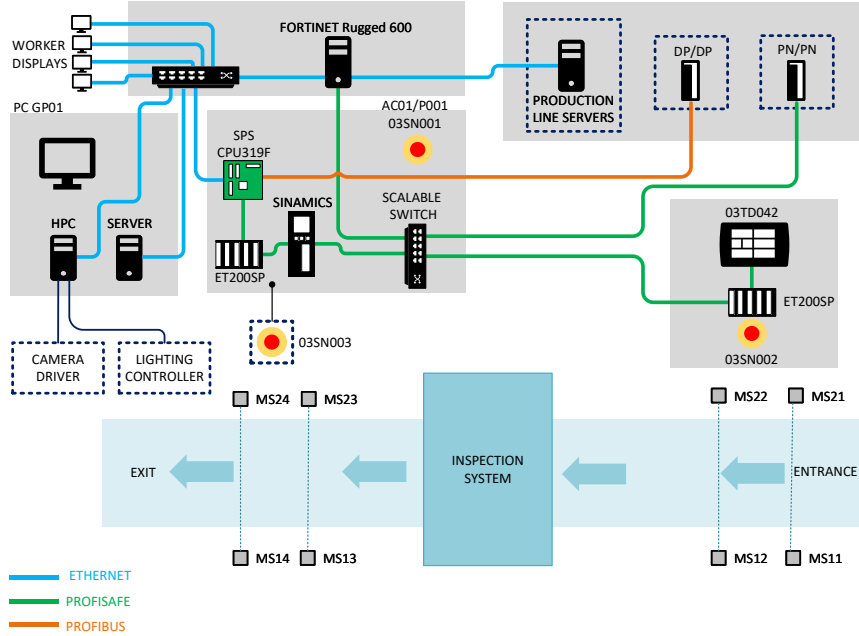 FORTINET Rugged 600
WORKER
DISPLAYS
DP/DP
PN/PN
PRODUCTION
LINE SERVERS
PC GP01
AC01/P001
03SN001
SPS
CPU319F
SINAMICS
SCALABLE
SWITCH
HPC
SERVER
ET200SP
03TD042
ET200SP
03SN002
03SN003
CAMERA
DRIVER
LIGHTING
CONTROLLER
MS24
MS23
MS22
MS21
EXIT
INSPECTION
SYSTEM
ENTRANCE
MS14
MS13
MS12
MS11
ETHERNET
PROFISAFE
PROFIBUS